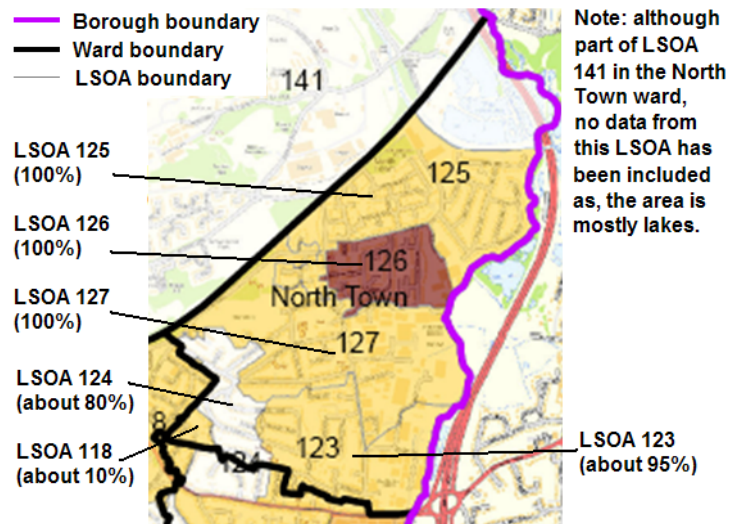 Borough boundary
Ward boundary
LSOA boundary
Note: although
part of LSOA
141 in the North
Town ward,
no data from
this LSOA has
been included
as, the area is
mostly lakes.
141
LSOA 125
(100%)
125
LSOA 126
(100%)
126
North Town
LSOA 127
(100%)
127
LSOA 124
(about 80%)
8
LSOA 118
(about 10%)
124
123
LSOA 123
(about 95%)